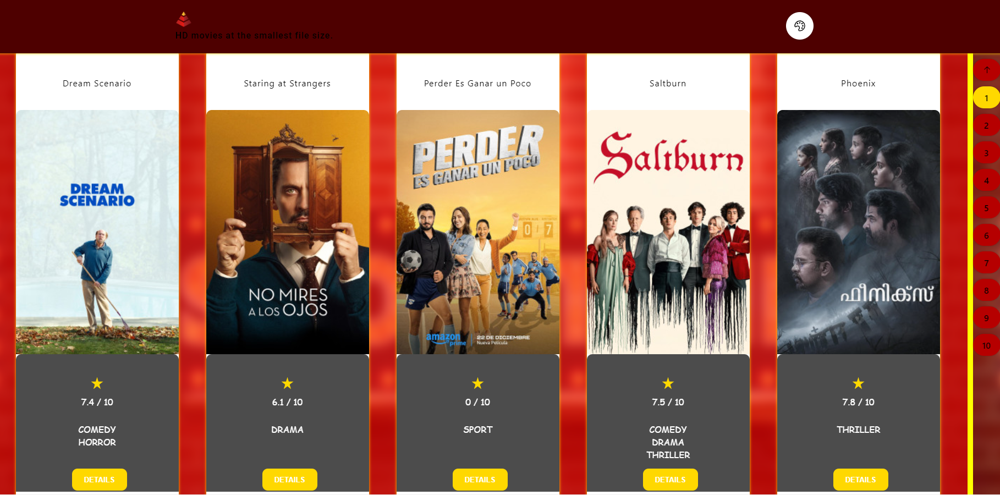 HD movies at the smallest file size.
Dream Scenario
Staring at Strangers
Perder Es Ganar un Poco
Saltburn
Phoenix
DREAM
SCENARIO
NO MIRES
A LOS OJOS
PERDER
ES GANAR UN POCO
0/7
amazon
prime
22 DE DICIEMBRE
Nueva Película
Saltburn
ഫീനിക്സ്
7.4 / 10
COMEDY
HORROR
DETAILS
6.1 / 10
DRAMA
DETAILS
0 / 10
SPORT
DETAILS
7.5 / 10
COMEDY
DRAMA
THRILLER
DETAILS
7.8 / 10
THRILLER
DETAILS
↑
1
2
3
4
5
6
7
8
9
10